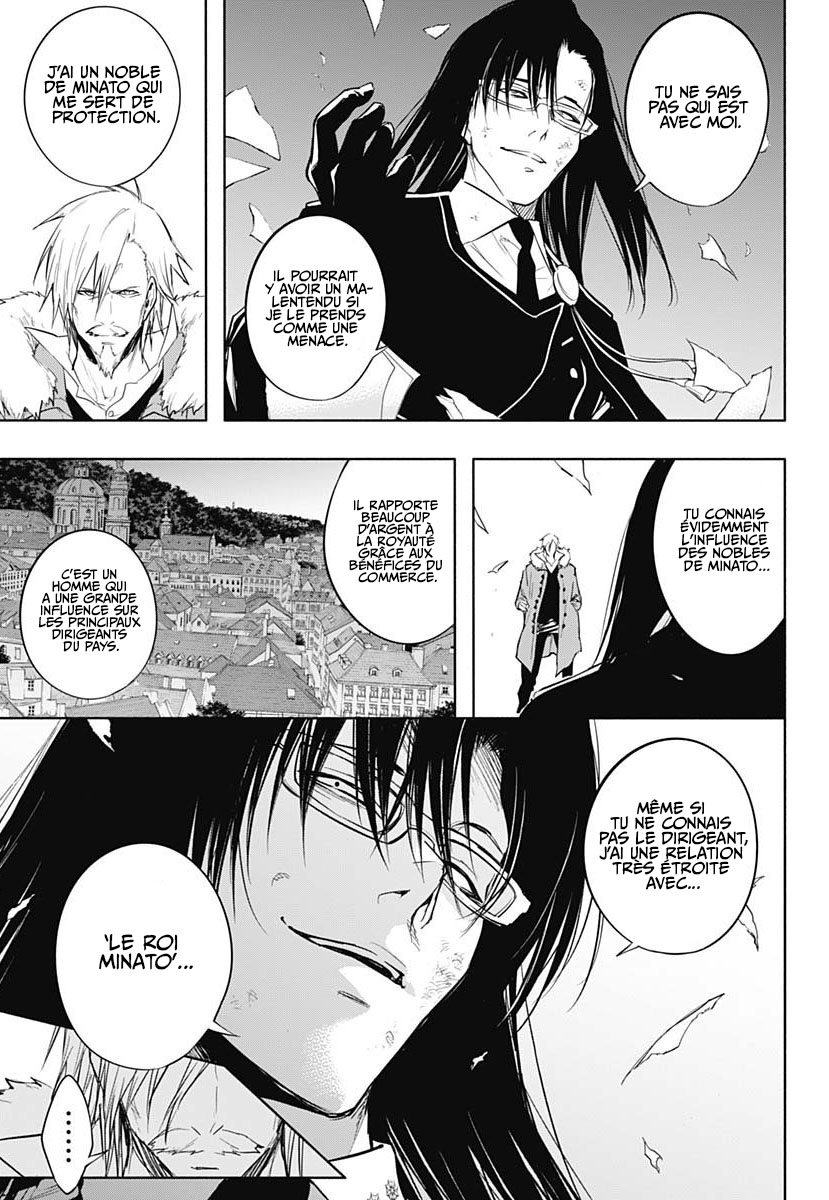 TU NE SAIS
PAS QUI EST
AVEC MOI.
IL POURRAIT
Y AVOIR UN MA-
LENTENDU SI
JE LE PRENDS
COMME UNE
MENACE.
J'AI UN NOBLE
DE MINATO QUI
ME SERT DE
PROTECTION.
TU CONNAIS
ÉVIDEMMENT
L'INFLUENCE
DES NOBLES
DE MINATO...
IL RAPPORTE
BEAUCOUP
D'ARGENT À
LA ROYAUTÉ
GRÂCE AUX
BÉNÉFICES DU
COMMERCE.
C'EST UN
HOMME QUI
A UNE GRANDE
INFLUENCE SUR
LES PRINCIPAUX
DIRIGEANTS
DU PAYS.
MÊME SI
TU NE CONNAIS
PAS LE DIRIGEANT,
J'AI UNE RELATION
TRÈS ÉTROITE
AVEC...
'LE ROI
MINATO'...
.....